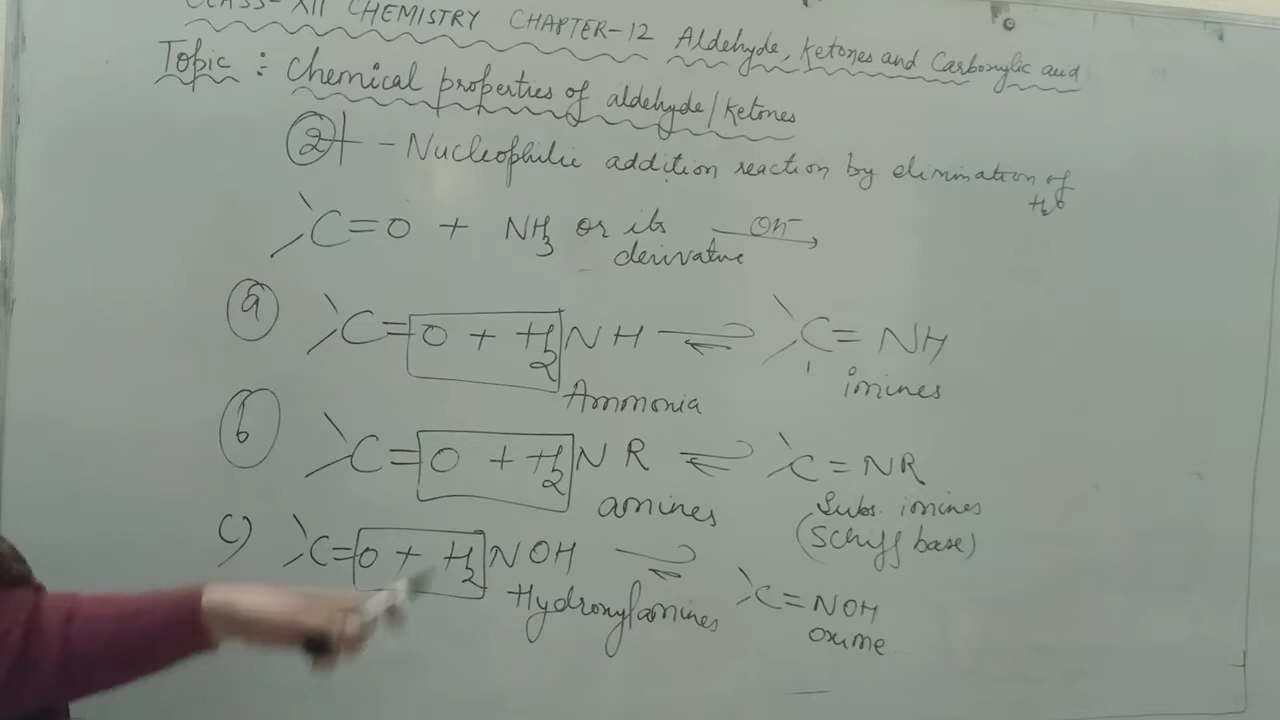 CLASS-XII CHEMISTRY CHAPTER-12 Aldehyde, Ketones and Carboxylic acid
Topic : Chemical properties of aldehyde/Ketones
2 - Nucleophilic addition reaction by elimination of H2O
C=O + NH3 or its derivative OH-
a C=O + H2NH ⇌ C=NH
Ammonia imines
b C=O + H2NR ⇌ C=NR
amines Subs. imines
(Schiff base)
c) C=O + H2NOH ⇌ C=NOH
Hydroxylamines oxime